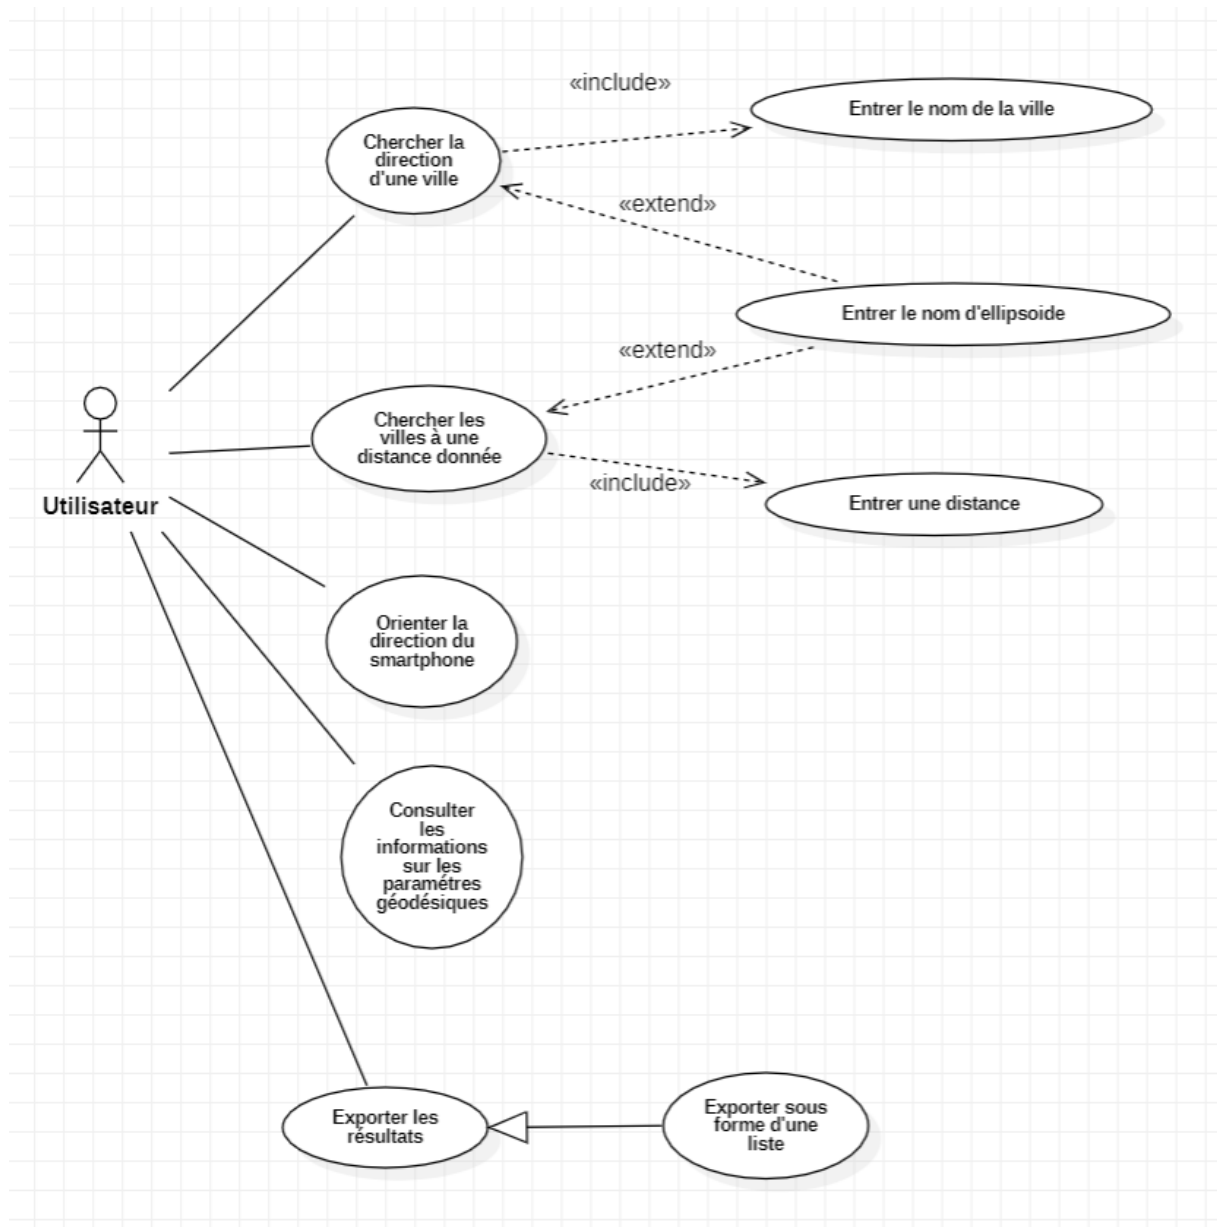 «include»
Entrer le nom de la ville
Chercher la
direction
d'une ville
«extend»
Entrer le nom d'ellipsoide
«extend»
Chercher les
villes à une
distance donnée
«include»
Entrer une distance
Utilisateur
Orienter la
direction du
smartphone
Consulter
les
informations
sur les
paramétres
géodésiques
Exporter les
résultats
Exporter sous
forme d'une
liste